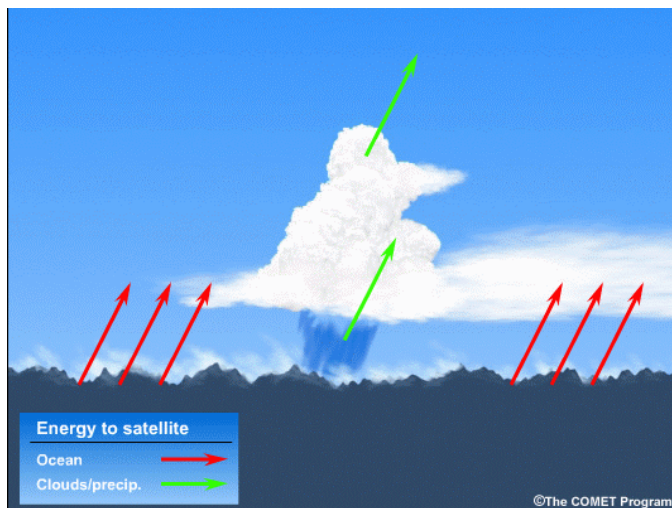 Energy to satellite
Ocean
Clouds/precip.
©The COMET Program